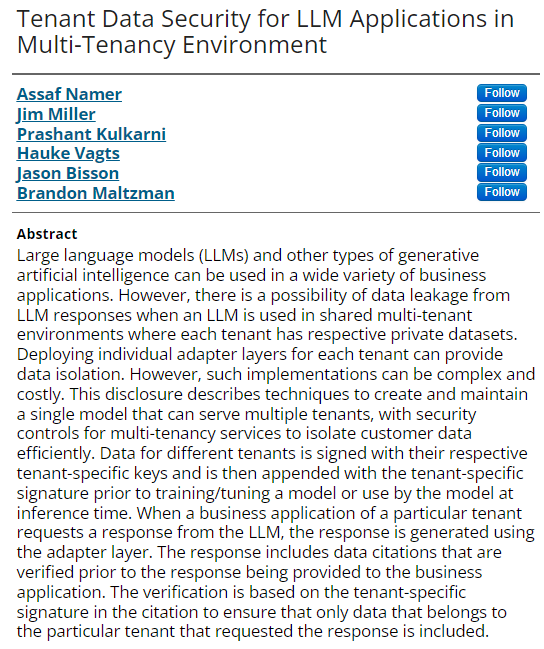 Tenant Data Security for LLM Applications in
Multi-Tenancy Environment
Assaf Namer Follow
Jim Miller Follow
Prashant Kulkarni Follow
Hauke Vagts Follow
Jason Bisson Follow
Brandon Maltzman Follow
Abstract
Large language models (LLMs) and other types of generative
artificial intelligence can be used in a wide variety of business
applications. However, there is a possibility of data leakage from
LLM responses when an LLM is used in shared multi-tenant
environments where each tenant has respective private datasets.
Deploying individual adapter layers for each tenant can provide
data isolation. However, such implementations can be complex and
costly. This disclosure describes techniques to create and maintain
a single model that can serve multiple tenants, with security
controls for multi-tenancy services to isolate customer data
efficiently. Data for different tenants is signed with their respective
tenant-specific keys and is then appended with the tenant-specific
signature prior to training/tuning a model or use by the model at
inference time. When a business application of a particular tenant
requests a response from the LLM, the response is generated using
the adapter layer. The response includes data citations that are
verified prior to the response being provided to the business
application. The verification is based on the tenant-specific
signature in the citation to ensure that only data that belongs to
the particular tenant that requested the response is included.